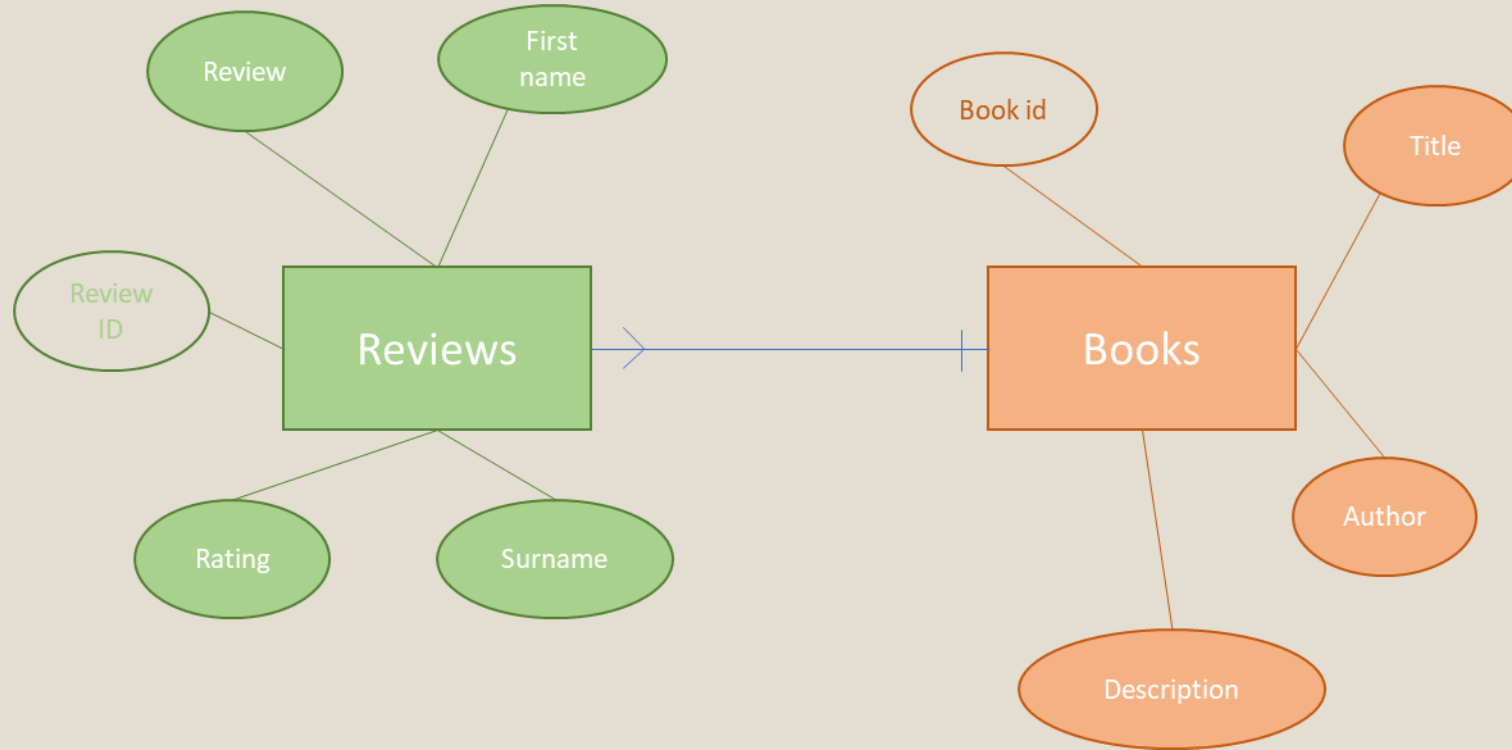 Review
First
name
Book id
Title
Review
ID
Reviews
Books
Rating
Surname
Author
Description